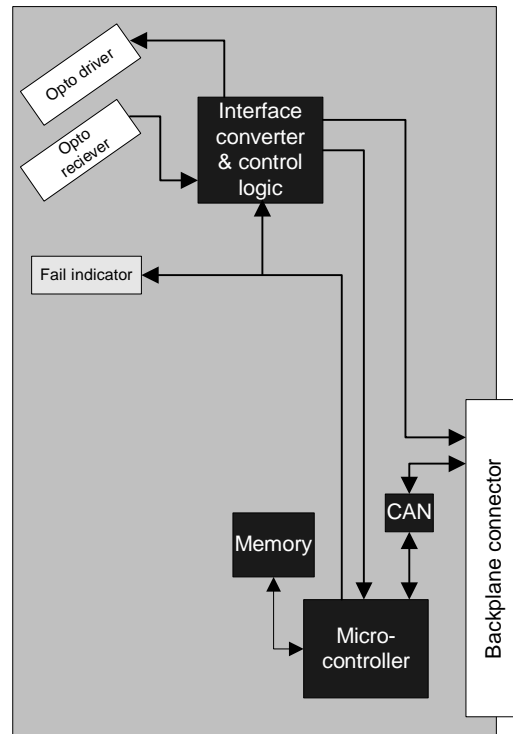 Opto driver
Opto
reciever
Interface
converter
& control
logic
Fail indicator
CAN
Memory
Micro-
controller
Backplane connector